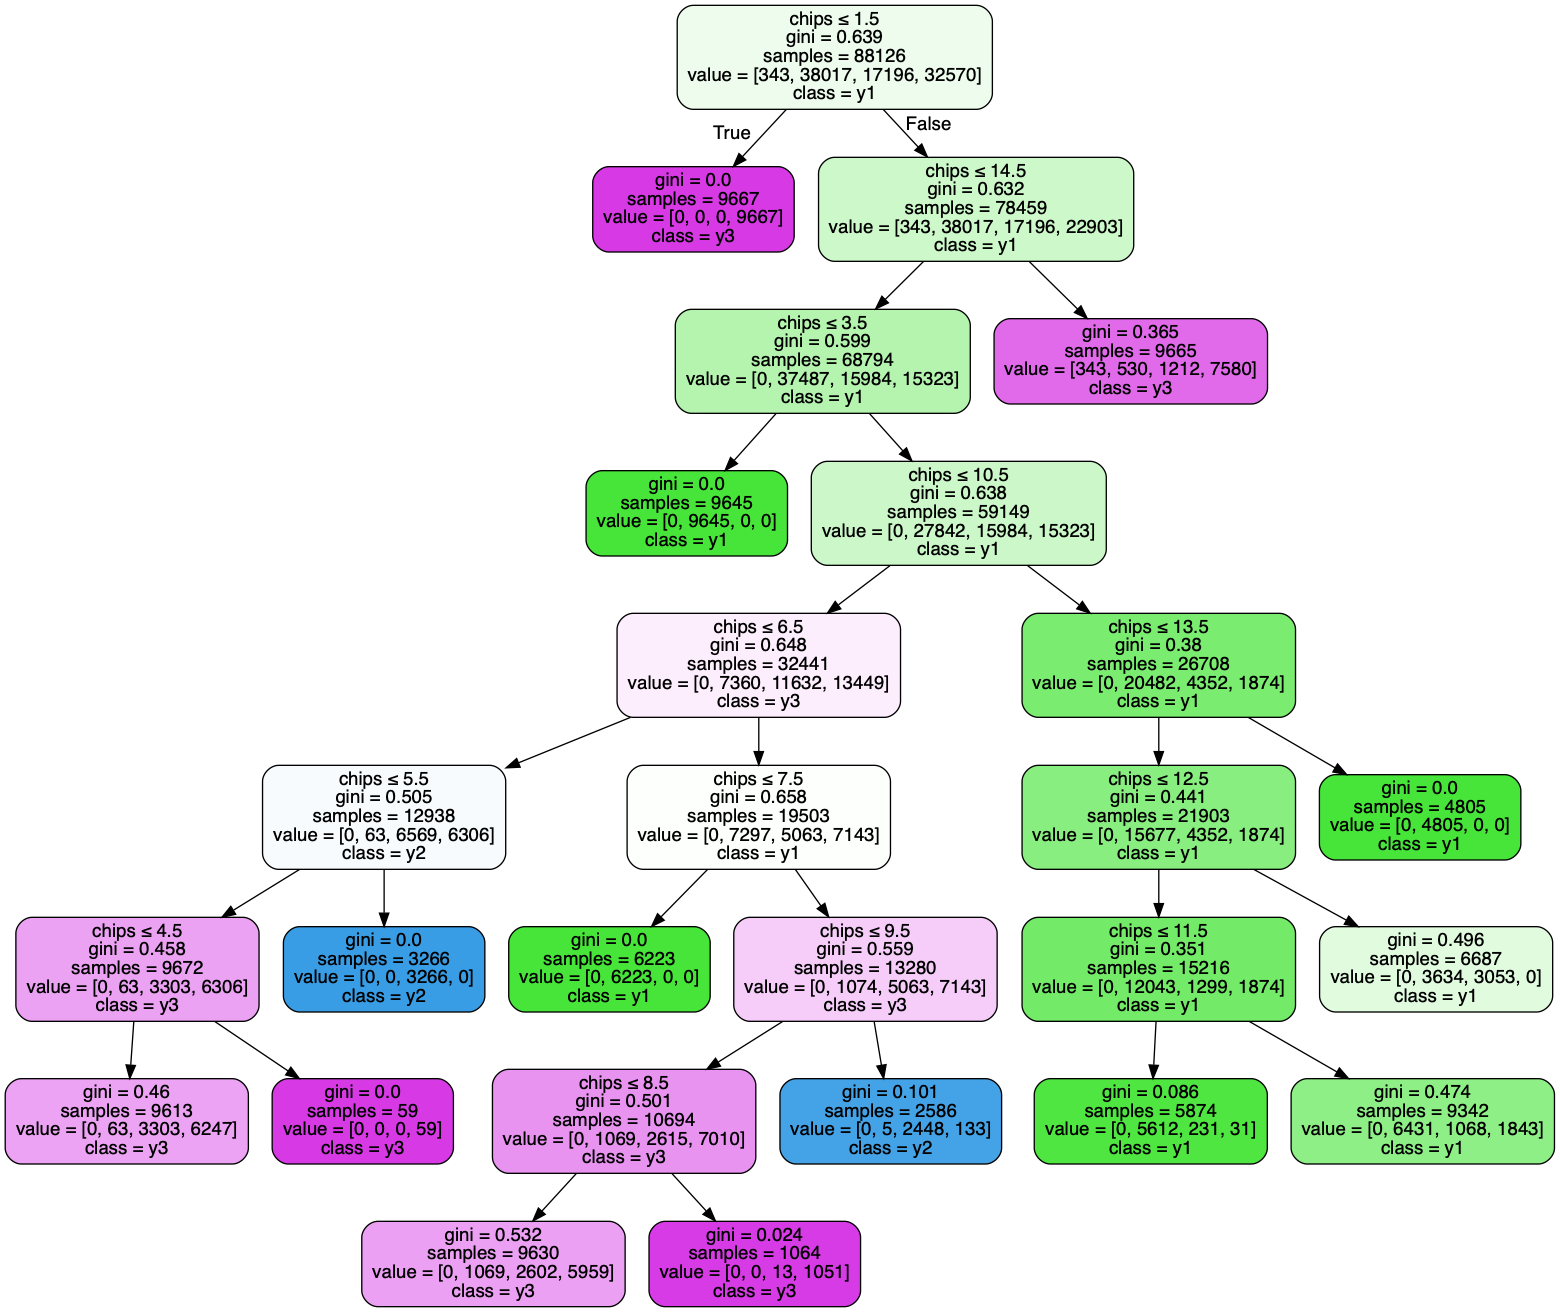 chips ≤ 1.5
gini = 0.639
samples = 88126
value = [343, 38017, 17196, 32570]
class = y1
True
False
gini = 0.0
samples = 9667
value = [0, 0, 0, 9667]
class = y3
chips ≤ 14.5
gini = 0.632
samples = 78459
value = [343, 38017, 17196, 22903]
class = y1
chips ≤ 3.5
gini = 0.599
samples = 68794
value = [0, 37487, 15984, 15323]
class = y1
gini = 0.365
samples = 9665
value = [343, 530, 1212, 7580]
class = y3
gini = 0.0
samples = 9645
value = [0, 9645, 0, 0]
class = y1
chips ≤ 10.5
gini = 0.638
samples = 59149
value = [0, 27842, 15984, 15323]
class = y1
chips ≤ 6.5
gini = 0.648
samples = 32441
value = [0, 7360, 11632, 13449]
class = y3
chips ≤ 13.5
gini = 0.38
samples = 26708
value = [0, 20482, 4352, 1874]
class = y1
chips ≤ 5.5
gini = 0.505
samples = 12938
value = [0, 63, 6569, 6306]
class = y2
chips ≤ 7.5
gini = 0.658
samples = 19503
value = [0, 7297, 5063, 7143]
class = y1
chips ≤ 12.5
gini = 0.441
samples = 21903
value = [0, 15677, 4352, 1874]
class = y1
gini = 0.0
samples = 4805
value = [0, 4805, 0, 0]
class = y1
chips ≤ 4.5
gini = 0.458
samples = 9672
value = [0, 63, 3303, 6306]
class = y3
gini = 0.0
samples = 3266
value = [0, 0, 3266, 0]
class = y2
gini = 0.0
samples = 6223
value = [0, 6223, 0, 0]
class = y1
chips ≤ 9.5
gini = 0.559
samples = 13280
value = [0, 1074, 5063, 7143]
class = y3
chips ≤ 11.5
gini = 0.351
samples = 15216
value = [0, 12043, 1299, 1874]
class = y1
gini = 0.496
samples = 6687
value = [0, 3634, 3053, 0]
class = y1
gini = 0.46
samples = 9613
value = [0, 63, 3303, 6247]
class = y3
gini = 0.0
samples = 59
value = [0, 0, 0, 59]
class = y3
chips ≤ 8.5
gini = 0.501
samples = 10694
value = [0, 1069, 2615, 7010]
class = y3
gini = 0.101
samples = 2586
value = [0, 5, 2448, 133]
class = y2
gini = 0.086
samples = 5874
value = [0, 5612, 231, 31]
class = y1
gini = 0.474
samples = 9342
value = [0, 6431, 1068, 1843]
class = y1
gini = 0.532
samples = 9630
value = [0, 1069, 2602, 5959]
class = y3
gini = 0.024
samples = 1064
value = [0, 0, 13, 1051]
class = y3